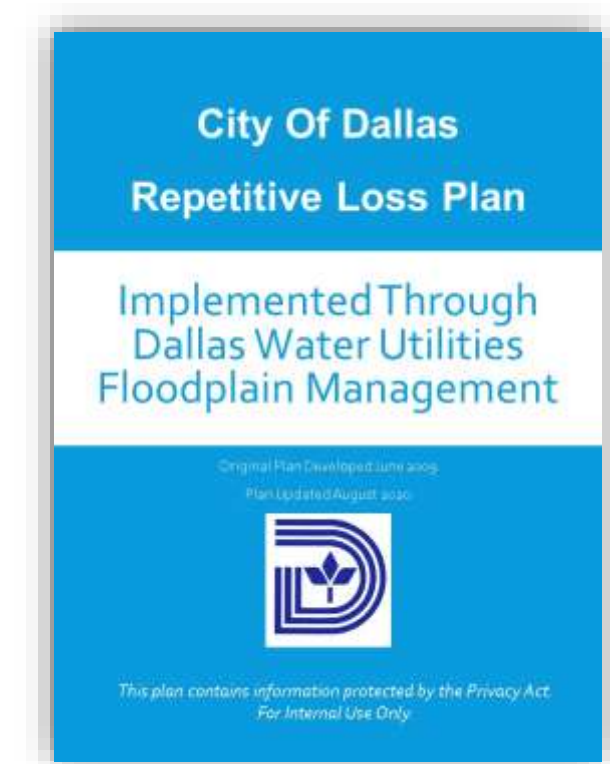 City Of Dallas
Repetitive Loss Plan
Implemented Through
Dallas Water Utilities
Floodplain Management
Original Plan Developed June 2009
Plan Updated August 2020
This plan contains information protected by the Privacy Act.
For Internal Use Only.